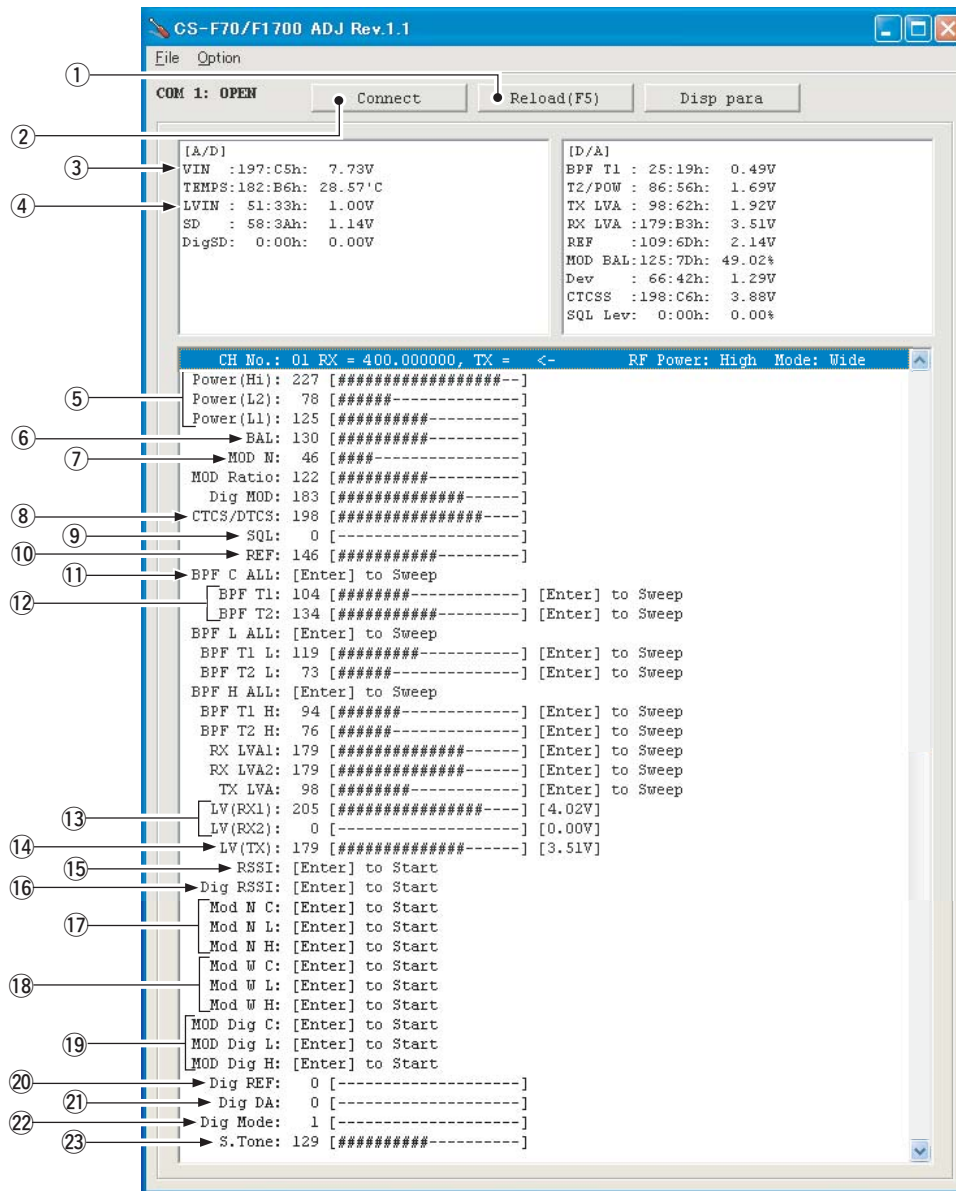 CS-F70/F1700 ADJ Rev.1.1
File Option
COM 1: OPEN Connect Reload(F5) Disp para
① 
②
③
④
[A/D]
VIN :197:C5h: 7.73V
TEMPS:182:B6h: 28.57'C
LVIN : 51:33h: 1.00V
SD : 58:3Ah: 1.14V
DigSD: 0:00h: 0.00V
[D/A]
BPF T1 : 25:19h: 0.49V
T2/POW : 86:56h: 1.69V
TX LVA : 98:62h: 1.92V
RX LVA :179:B3h: 3.51V
REF :109:6Dh: 2.14V
MOD BAL:125:7Dh: 49.02%
Dev : 66:42h: 1.29V
CTCSS :198:C6h: 3.88V
SQL Lev: 0:00h: 0.00%
CH No.: 01 RX = 400.000000, TX = <- RF Power: High Mode: Wide
Power(Hi): 227 [##################--]
⑤ Power(L2): 78 [######--------------]
Power(L1): 125 [##########----------]
⑥ BAL: 130 [##########----------]
⑦ MOD N: 46 [####----------------]
MOD Ratio: 122 [##########----------]
Dig MOD: 183 [##############------]
⑧ CTCS/DTCS: 198 [################----]
⑨ SQL: 0 [--------------------]
⑩ REF: 146 [###########---------]
⑪ BPF C ALL: [Enter] to Sweep
⑫ BPF T1: 104 [########------------] [Enter] to Sweep
BPF T2: 134 [###########---------] [Enter] to Sweep
BPF L ALL: [Enter] to Sweep
BPF T1 L: 119 [#########-----------] [Enter] to Sweep
BPF T2 L: 73 [######--------------] [Enter] to Sweep
BPF H ALL: [Enter] to Sweep
BPF T1 H: 94 [#######-------------] [Enter] to Sweep
BPF T2 H: 76 [######--------------] [Enter] to Sweep
RX LVA1: 179 [##############------] [Enter] to Sweep
RX LVA2: 179 [##############------] [Enter] to Sweep
TX LVA: 98 [########------------] [Enter] to Sweep
⑬ LV(RX1): 205 [################----] [4.02V]
LV(RX2): 0 [--------------------] [0.00V]
⑭ LV(TX): 179 [##############------] [3.51V]
⑮ RSSI: [Enter] to Start
⑯ Dig RSSI: [Enter] to Start
Mod N C: [Enter] to Start
⑰ Mod N L: [Enter] to Start
Mod N H: [Enter] to Start
Mod W C: [Enter] to Start
⑱ Mod W L: [Enter] to Start
Mod W H: [Enter] to Start
MOD Dig C: [Enter] to Start
⑲ MOD Dig L: [Enter] to Start
MOD Dig H: [Enter] to Start
⑳ Dig REF: 0 [--------------------]
㉑ Dig DA: 0 [--------------------]
㉒ Dig Mode: 1 [--------------------]
㉓ S.Tone: 129 [##########----------]